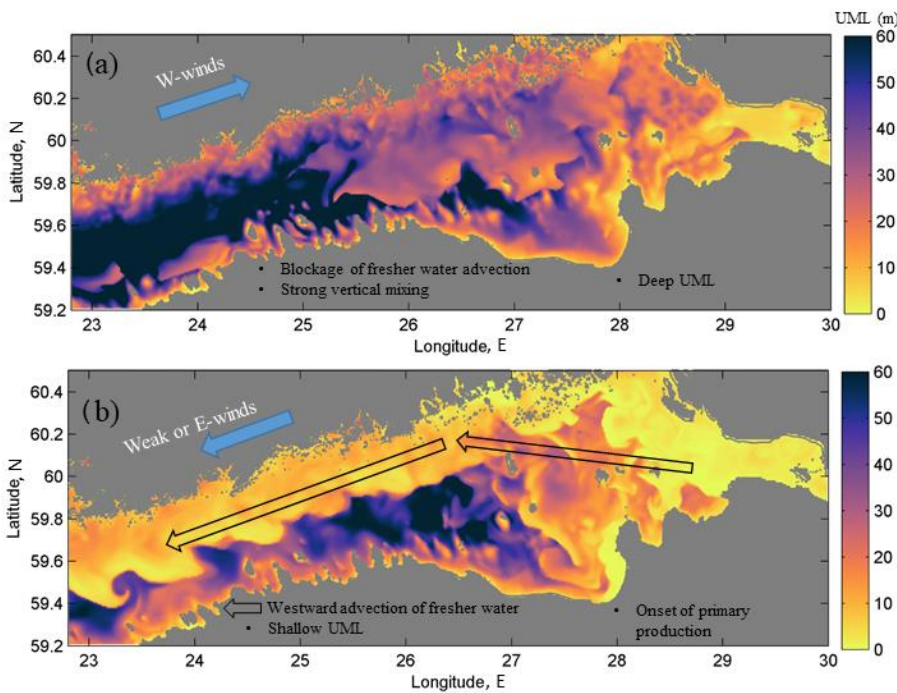 UML (m)
(a)
W-winds
60.4
60.2
60
59.8
59.6
59.4
59.2
Latitude, N
• Blockage of fresher water advection
• Strong vertical mixing
• Deep UML
23 24 25 26 27 28 29 30
Longitude, E
60
50
40
30
20
10
0
(b)
Weak or E-winds
60.4
60.2
60
59.8
59.6
59.4
59.2
Latitude, N
Westward advection of fresher water
• Shallow UML
• Onset of primary
production
23 24 25 26 27 28 29 30
Longitude, E
60
50
40
30
20
10
0